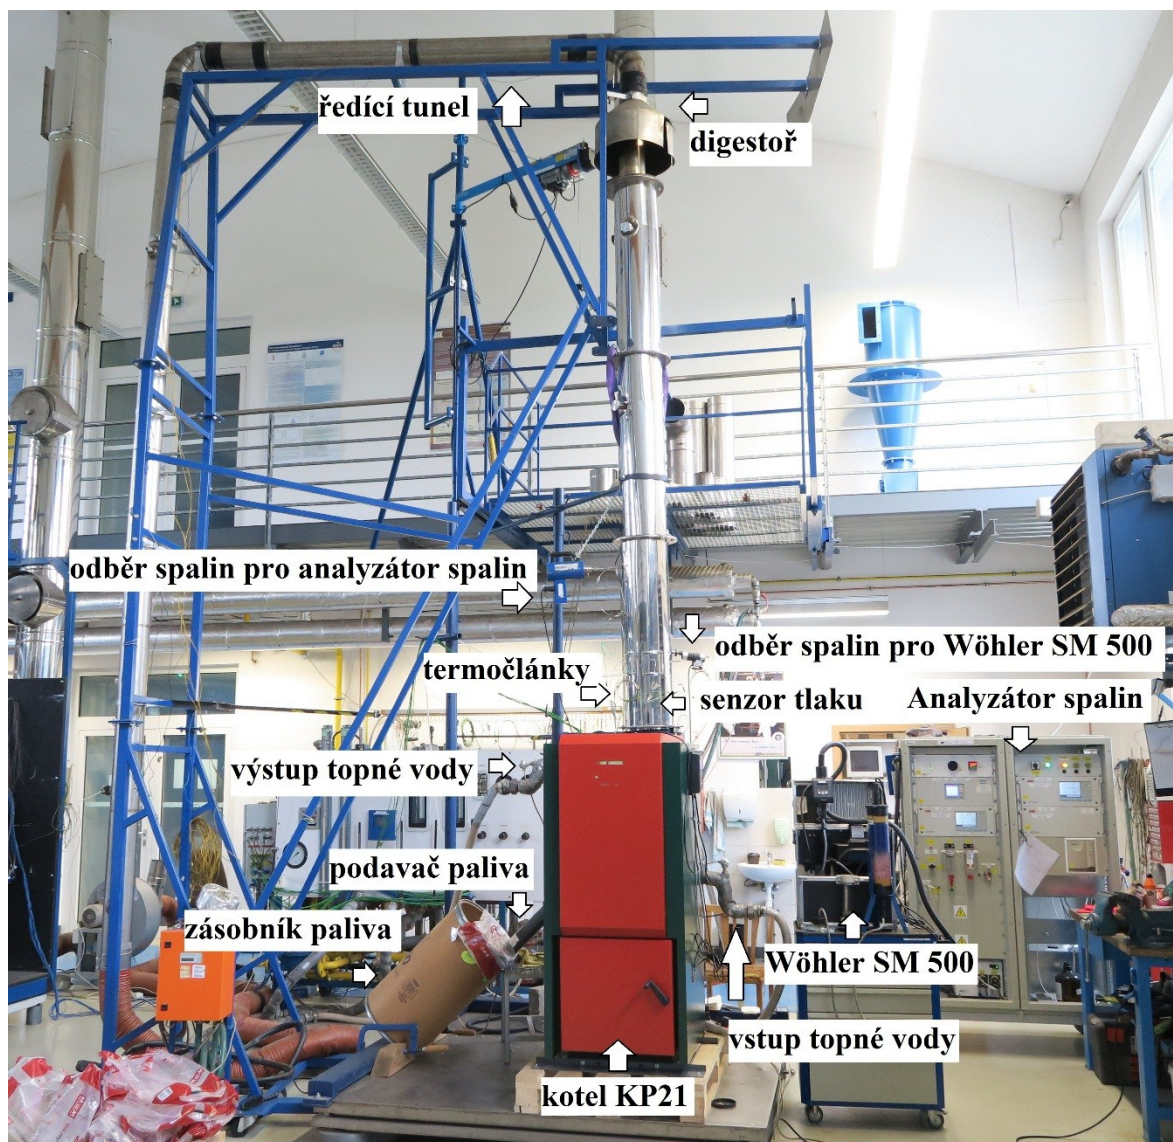 ředící tunel
digestoř
odběr spalin pro analyzátor spalin
odběr spalin pro Wöhler SM 500
termočlánky
senzor tlaku
Analyzátor spalin
výstup topné vody
podavač paliva
zásobník paliva
Wöhler SM 500
vstup topné vody
kotel KP21